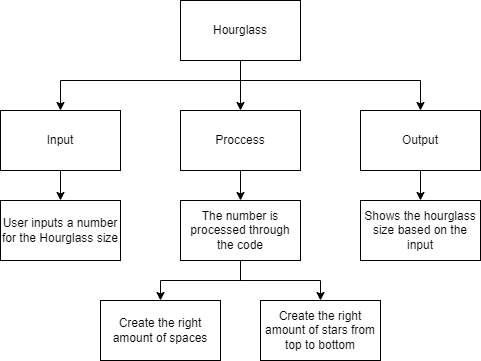 Hourglass
Input
Proccess
Output
User inputs a number
for the Hourglass size
The number is
processed through
the code
Shows the hourglass
size based on the
input
Create the right
amount of spaces
Create the right
amount of stars from
top to bottom